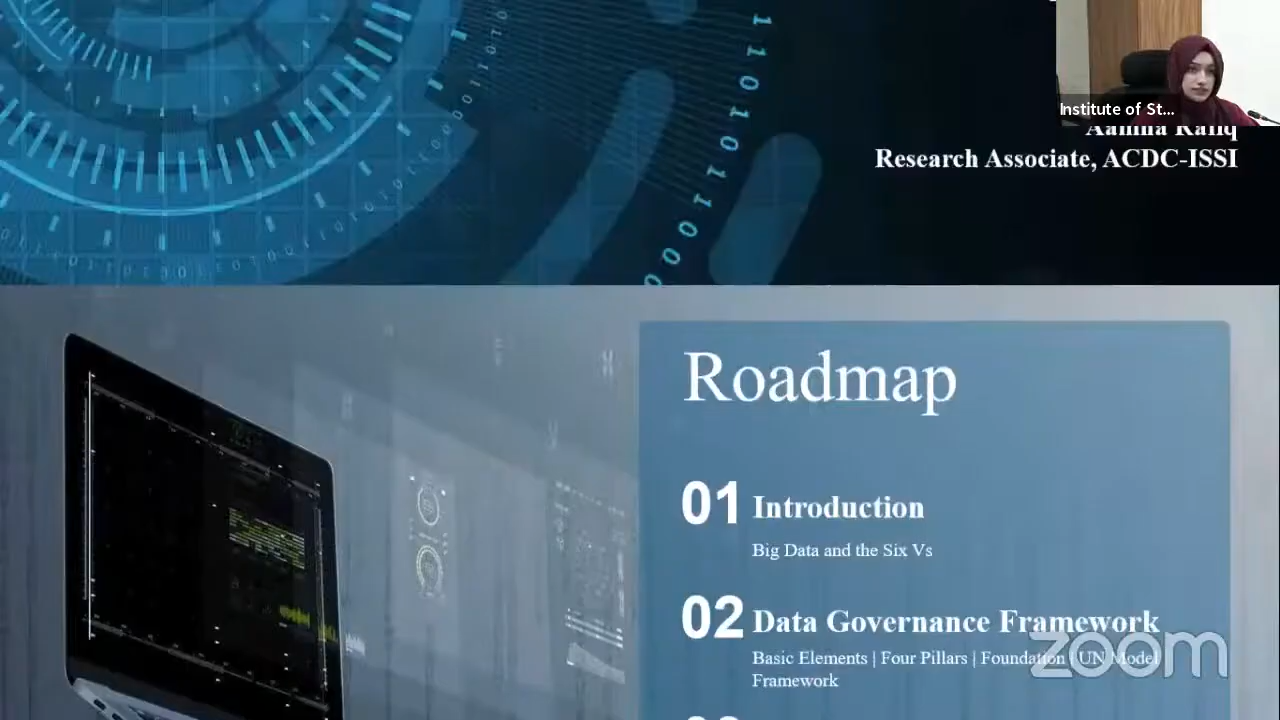 Institute of St...
Research Associate, ACDC-ISSI
Roadmap
01 Introduction
Big Data and the Six Vs
02 Data Governance Framework
Basic Elements | Four Pillars | Foundation | UN Model
Framework
zoom